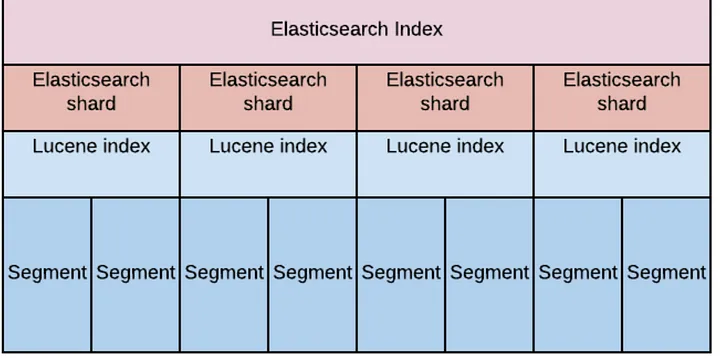 Elasticsearch Index
Elasticsearch shard
Elasticsearch shard
Elasticsearch shard
Elasticsearch shard
Lucene index
Lucene index
Lucene index
Lucene index
Segment
Segment
Segment
Segment
Segment
Segment
Segment
Segment